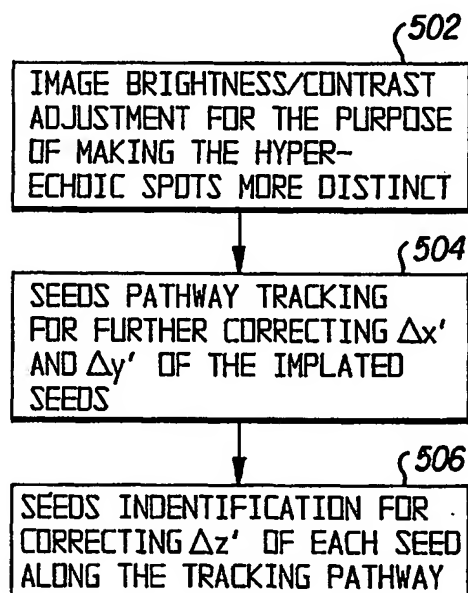 502
IMAGE BRIGHTNESS/CONTRAST
ADJUSTMENT FOR THE PURPOSE
OF MAKING THE HYPER-
ECHOIC SPOTS MORE DISTINCT
504
SEEDS PATHWAY TRACKING
FOR FURTHER CORRECTING Δx'
AND Δy' OF THE IMPLATED
SEEDS
506
SEEDS INDENTIFICATION FOR
CORRECTING Δz' OF EACH SEED
ALONG THE TRACKING PATHWAY